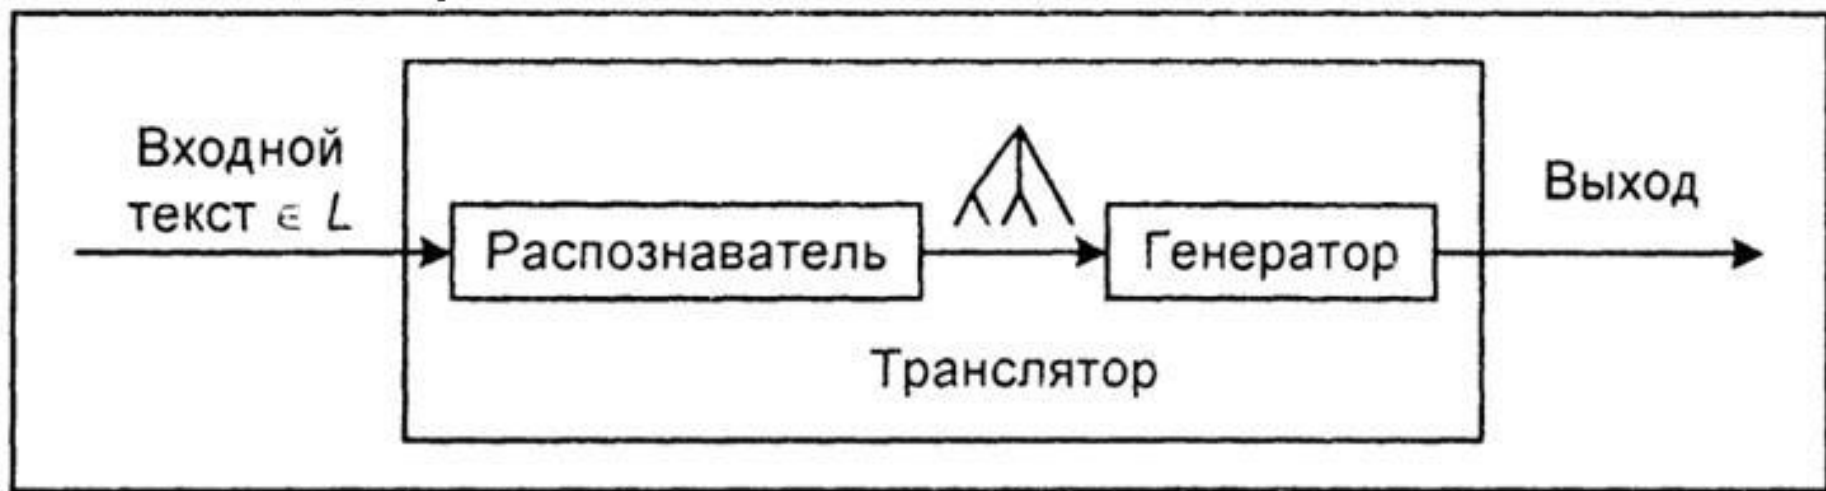 Входной
текст ∈ L
Распознаватель
Генератор
Выход
Транслятор